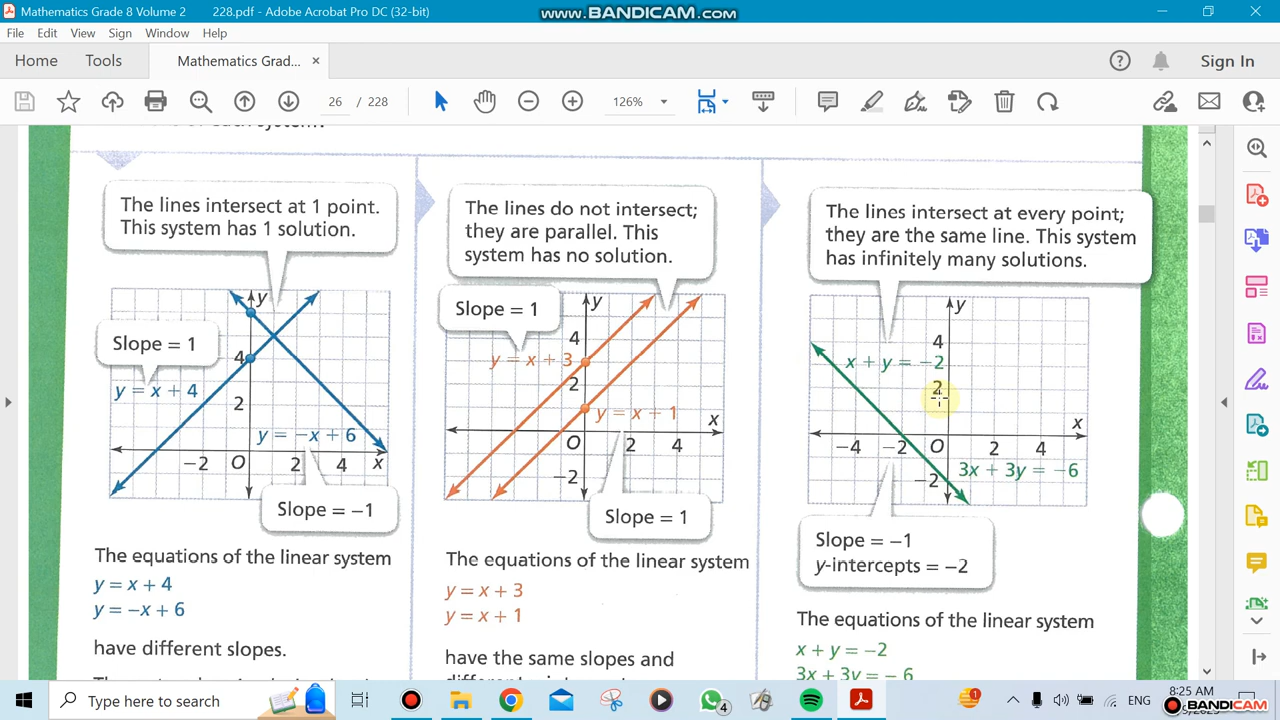 Mathematics Grade 8 Volume 2 228.pdf - Adobe Acrobat Pro DC (32-bit)
www.BANDICAM.com
File Edit View Sign Window Help
Home Tools Mathematics Grad... × Sign In
26 / 228 126%
The lines intersect at 1 point.
This system has 1 solution.
Slope = 1
y = x + 4
y
4
2
y = −x + 6
−2 O 2 4 x
Slope = −1
The equations of the linear system
y = x + 4
y = −x + 6
have different slopes.
The lines do not intersect;
they are parallel. This
system has no solution.
Slope = 1
y
4
y = x + 3
2
y = x + 1
x
O 2 4
−2
Slope = 1
The equations of the linear system
y = x + 3
y = x + 1
have the same slopes and
The lines intersect at every point;
they are the same line. This system
has infinitely many solutions.
y
4
x + y = −2
2
x
−4 −2 O 2 4
3x + 3y = −6
−2
Slope = −1
y-intercepts = −2
The equations of the linear system
x + y = −2
3x + 3y = − 6
Type here to search
4
1
ENG
8:25 AM
BANDICAM